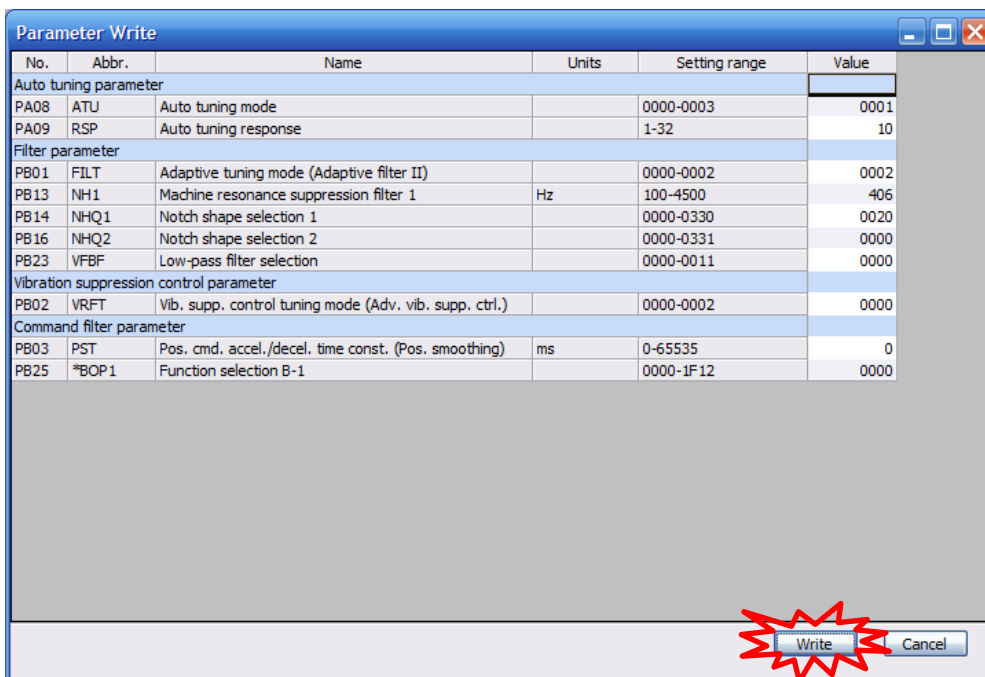 Parameter Write
No. Abbr. Name Units Setting range Value
Auto tuning parameter
PA08 ATU Auto tuning mode 0000-0003 0001
PA09 RSP Auto tuning response 1-32 10
Filter parameter
PB01 FILT Adaptive tuning mode (Adaptive filter II) 0000-0002 0002
PB13 NH1 Machine resonance suppression filter 1 Hz 100-4500 406
PB14 NHQ1 Notch shape selection 1 0000-0330 0020
PB16 NHQ2 Notch shape selection 2 0000-0331 0000
PB23 VFBF Low-pass filter selection 0000-0011 0000
Vibration suppression control parameter
PB02 VRFT Vib. supp. control tuning mode (Adv. vib. supp. ctrl.) 0000-0002 0000
Command filter parameter
PB03 PST Pos. cmd. accel./decel. time const. (Pos. smoothing) ms 0-65535 0
PB25 *BOP1 Function selection B-1 0000-1F12 0000
Write Cancel